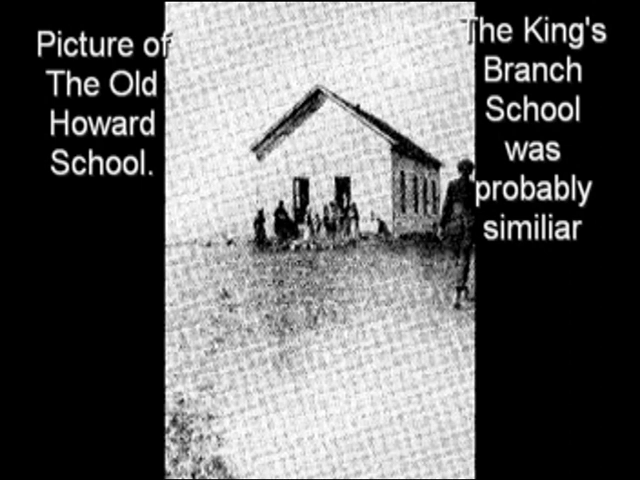 Picture of
The Old
Howard
School.
The King's
Branch
School
was
probably
similiar